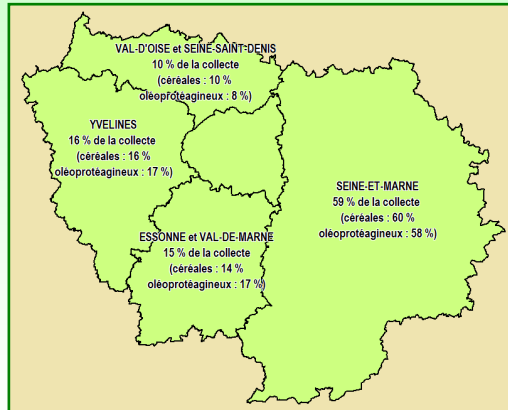 VAL-D'OISE et SEINE-SAINT-DENIS
10 % de la collecte
(céréales : 10 %
oléoprotéagineux : 8 %)
YVELINES
16 % de la collecte
(céréales : 16 %
oléoprotéagineux : 17 %)
SEINE-ET-MARNE
59 % de la collecte
(céréales : 60 %
oléoprotéagineux : 58 %)
ESSONNE et VAL-DE-MARNE
15 % de la collecte
(céréales : 14 %
oléoprotéagineux : 17 %)